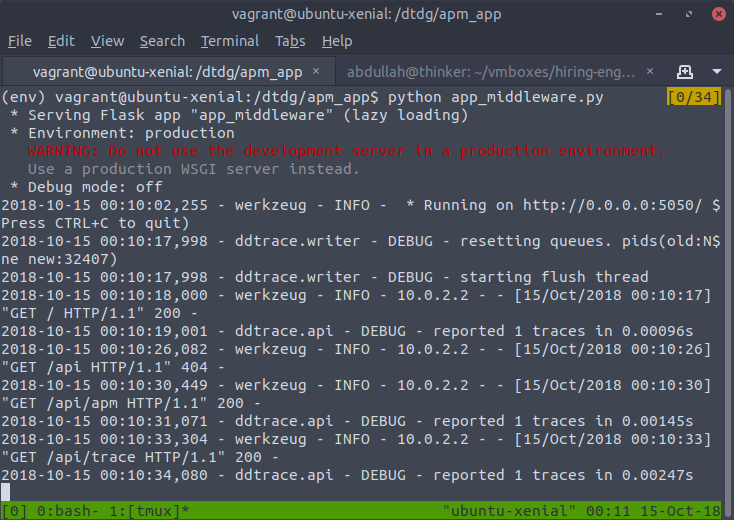 vagrant@ubuntu-xenial: /dtdg/apm_app
File Edit View Search Terminal Tabs Help
vagrant@ubuntu-xenial: /dtdg/apm_app × abdullah@thinker: ~/vmboxes/hiring-eng… ×
(env) vagrant@ubuntu-xenial:/dtdg/apm_app$ python app_middleware.py [0/34]
 * Serving Flask app "app_middleware" (lazy loading)
 * Environment: production
   WARNING: Do not use the development server in a production environment.
   Use a production WSGI server instead.
 * Debug mode: off
2018-10-15 00:10:02,255 - werkzeug - INFO -  * Running on http://0.0.0.0:5050/ $
Press CTRL+C to quit)
2018-10-15 00:10:17,998 - ddtrace.writer - DEBUG - resetting queues. pids(old:N$
ne new:32407)
2018-10-15 00:10:17,998 - ddtrace.writer - DEBUG - starting flush thread
2018-10-15 00:10:18,000 - werkzeug - INFO - 10.0.2.2 - - [15/Oct/2018 00:10:17]
"GET / HTTP/1.1" 200 -
2018-10-15 00:10:19,001 - ddtrace.api - DEBUG - reported 1 traces in 0.00096s
2018-10-15 00:10:26,082 - werkzeug - INFO - 10.0.2.2 - - [15/Oct/2018 00:10:26]
"GET /api HTTP/1.1" 404 -
2018-10-15 00:10:30,449 - werkzeug - INFO - 10.0.2.2 - - [15/Oct/2018 00:10:30]
"GET /api/apm HTTP/1.1" 200 -
2018-10-15 00:10:31,071 - ddtrace.api - DEBUG - reported 1 traces in 0.00145s
2018-10-15 00:10:33,304 - werkzeug - INFO - 10.0.2.2 - - [15/Oct/2018 00:10:33]
"GET /api/trace HTTP/1.1" 200 -
2018-10-15 00:10:34,080 - ddtrace.api - DEBUG - reported 1 traces in 0.00247s
[0] 0:bash- 1:[tmux]* "ubuntu-xenial" 00:11 15-Oct-18